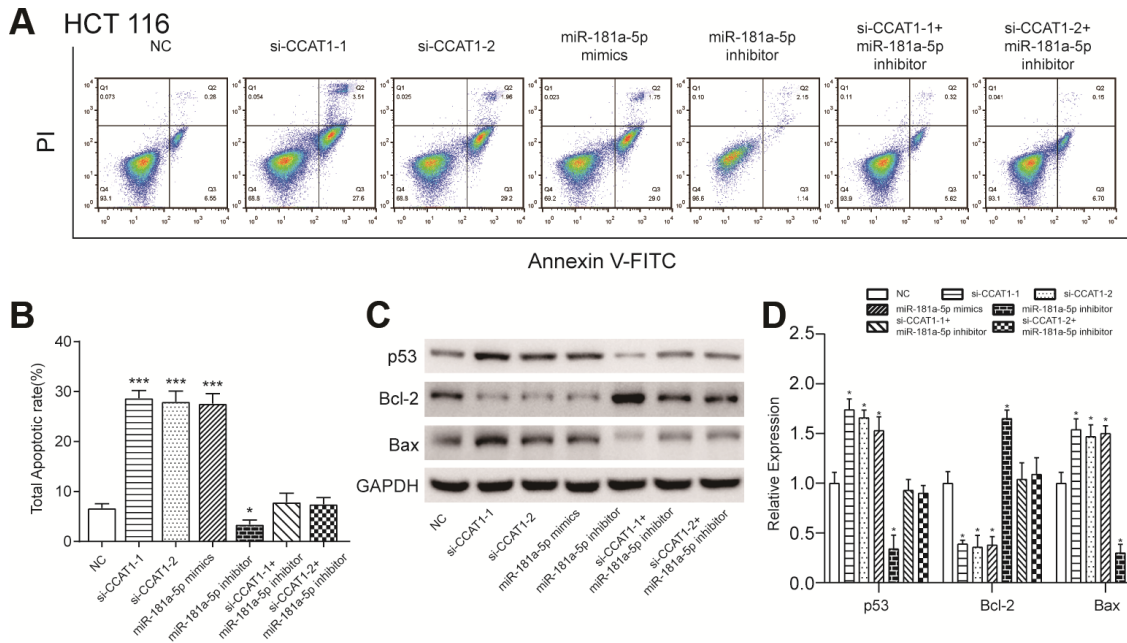 A
HCT 116
NC
si-CCAT1-1
si-CCAT1-2
miR-181a-5p
mimics
miR-181a-5p
inhibitor
si-CCAT1-1+
miR-181a-5p
inhibitor
si-CCAT1-2+
miR-181a-5p
inhibitor
PI
Q1
0.073
Q2
0.28
Q4
93.1
Q3
6.55
Q1
0.054
Q2
3.51
Q4
68.8
Q3
27.6
Q1
0.025
Q2
1.96
Q4
68.8
Q3
29.2
Q1
0.023
Q2
1.75
Q4
69.2
Q3
29.0
Q1
0.10
Q2
2.15
Q4
Q3
1.14
Q1
0.11
Q2
0.32
Q4
93.9
Q3
5.62
Q1
0.041
Q2
0.15
Q4
93.1
Q3
6.70
Annexin V-FITC
B
Total Apoptotic rate(%)
40
30
20
10
0
***
***
***
*
NC
si-CCAT1-1
si-CCAT1-2
miR-181a-5p mimics
miR-181a-5p inhibitor
si-CCAT1-1+
miR-181a-5p inhibitor
si-CCAT1-2+
miR-181a-5p inhibitor
C
p53
Bcl-2
Bax
GAPDH
NC
si-CCAT1-1
si-CCAT1-2
miR-181a-5p mimics
miR-181a-5p inhibitor
si-CCAT1-1+
miR-181a-5p inhibitor
si-CCAT1-2+
miR-181a-5p inhibitor
D
NC
si-CCAT1-1
si-CCAT1-2
miR-181a-5p mimics
miR-181a-5p inhibitor
si-CCAT1-1+
miR-181a-5p inhibitor
si-CCAT1-2+
miR-181a-5p inhibitor
Relative Expression
2.5
2.0
1.5
1.0
0.5
0.0
* * * *
* * * *
* * * *
p53
Bcl-2
Bax